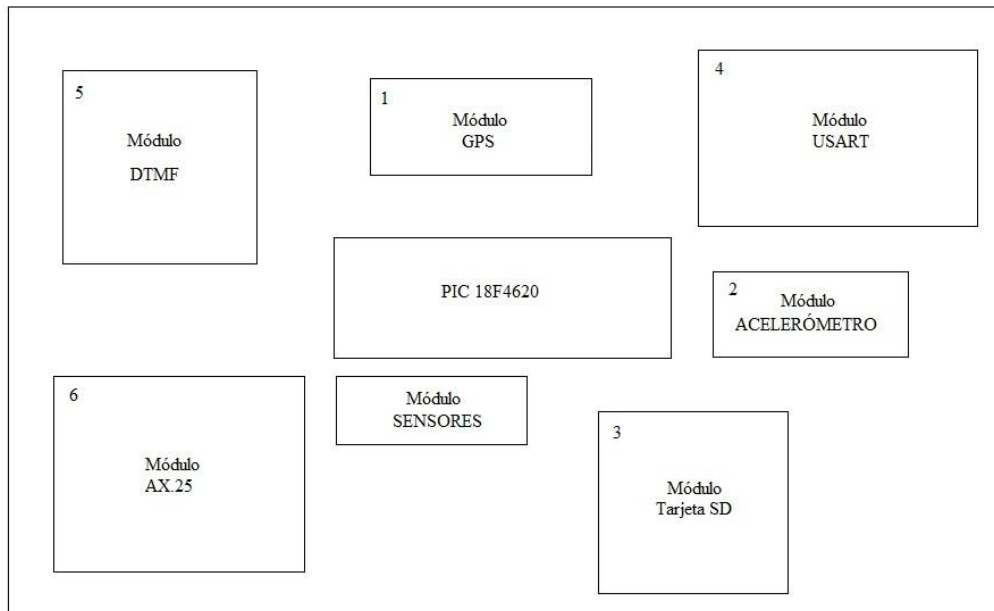 5
Módulo
DTMF
1
Módulo
GPS
4
Módulo
USART
PIC 18F4620
2
Módulo
ACELERÓMETRO
6
Módulo
AX.25
Módulo
SENSORES
3
Módulo
Tarjeta SD